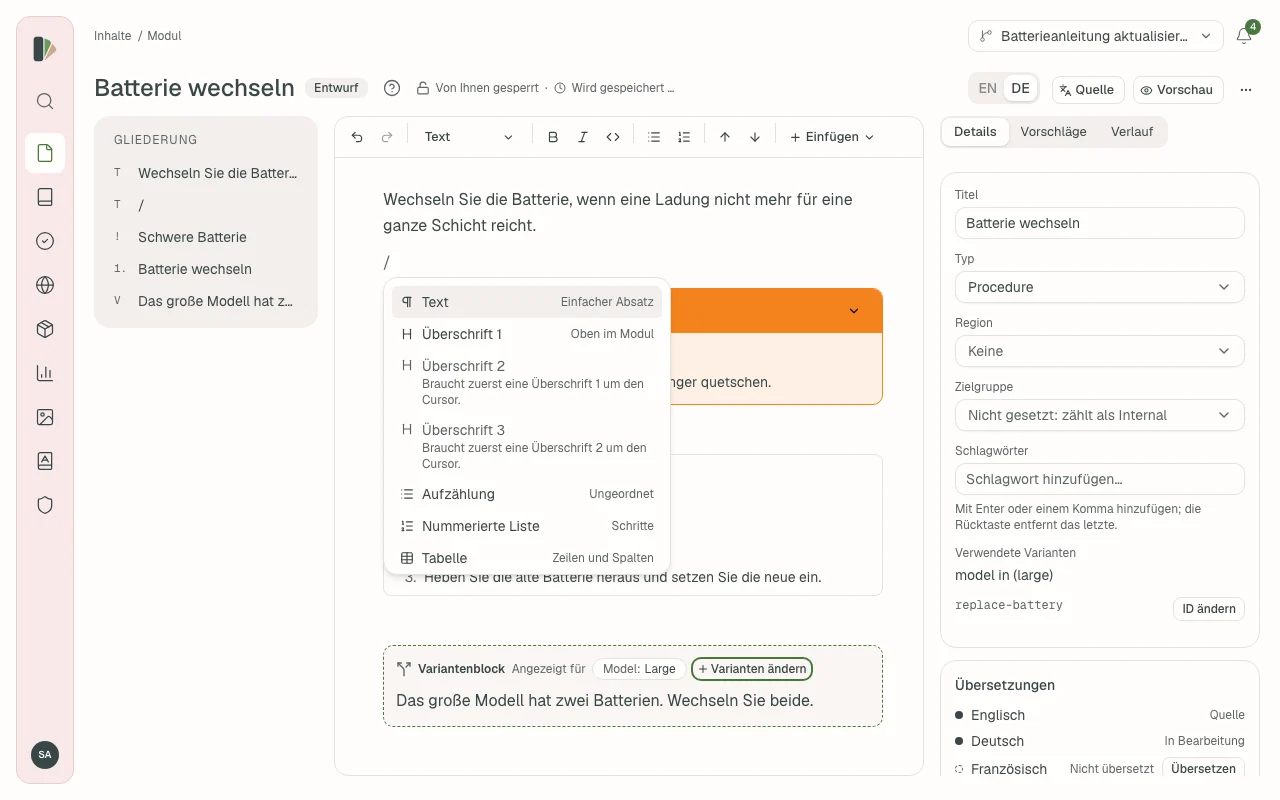 Inhalte / Modul
Batterieanleitung aktualisier…
4
Batterie wechseln
Entwurf
Von Ihnen gesperrt · Wird gespeichert …
EN DE
Quelle
Vorschau
GLIEDERUNG
T Wechseln Sie die Batter…
T /
! Schwere Batterie
1. Batterie wechseln
V Das große Modell hat z…
Text
B I
Einfügen
Wechseln Sie die Batterie, wenn eine Ladung nicht mehr für eine
ganze Schicht reicht.
/
Text Einfacher Absatz
H Überschrift 1 Oben im Modul
H Überschrift 2
Braucht zuerst eine Überschrift 1 um den
Cursor.
H Überschrift 3
Braucht zuerst eine Überschrift 2 um den
Cursor.
Aufzählung Ungeordnet
Nummerierte Liste Schritte
Tabelle Zeilen und Spalten
quetschen.
3. Heben Sie die alte Batterie heraus und setzen Sie die neue ein.
Variantenblock Angezeigt für Model: Large + Varianten ändern
Das große Modell hat zwei Batterien. Wechseln Sie beide.
Details Vorschläge Verlauf
Titel
Batterie wechseln
Typ
Procedure
Region
Keine
Zielgruppe
Nicht gesetzt: zählt als Internal
Schlagwörter
Schlagwort hinzufügen…
Mit Enter oder einem Komma hinzufügen; die
Rücktaste entfernt das letzte.
Verwendete Varianten
model in (large)
replace-battery
ID ändern
Übersetzungen
Englisch Quelle
Deutsch In Bearbeitung
Französisch Nicht übersetzt Übersetzen
SA